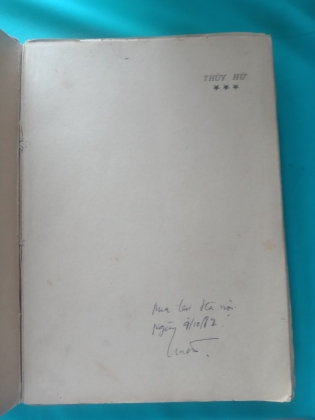 THỦY HỬ
***
Mua tại Hà nội
ngày 9/10/82